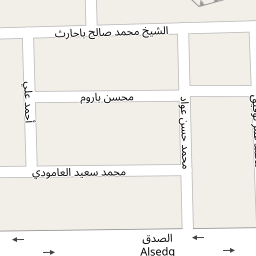 الشيخ محمد صالح باحارث
محسن باروم
أحمد علي
محمد حسن عواد
محمد سعيد العامودي
الصدق
Alsedq